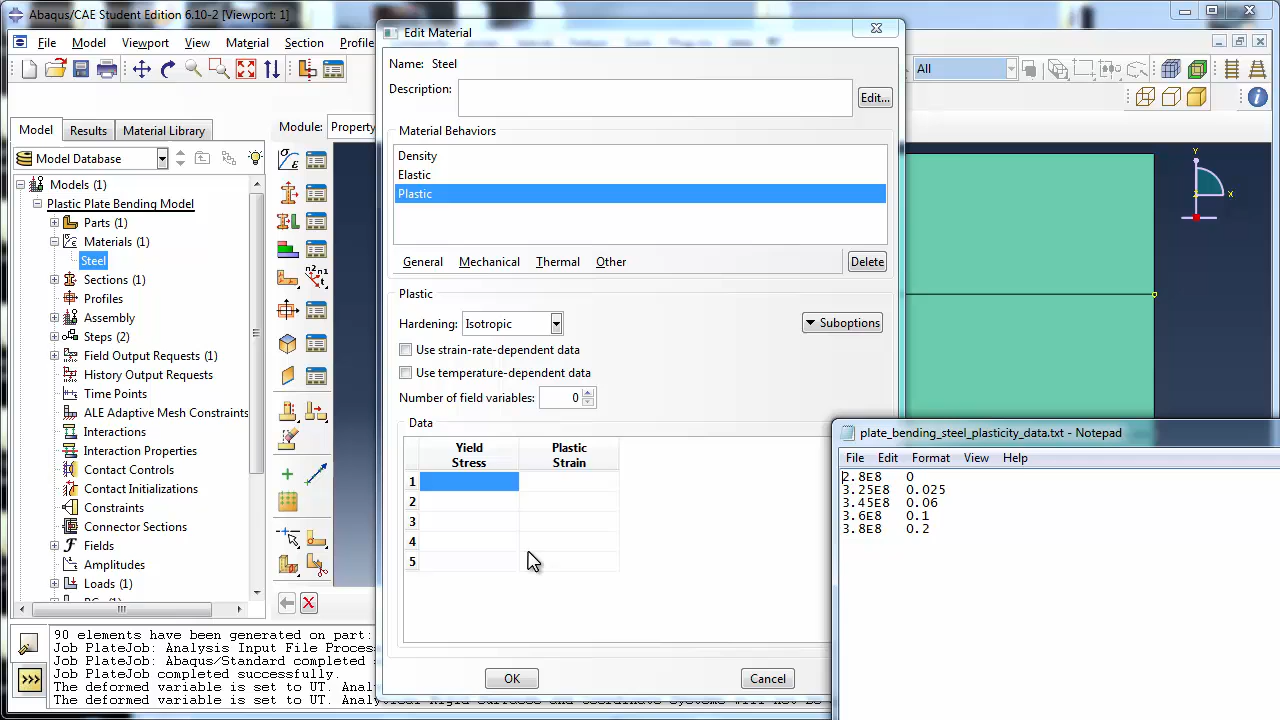 Abaqus/CAE Student Edition 6.10-2 [Viewport: 1]
File Model Viewport View Material Section Profile
All
Model Results Material Library
Module: Property
Model Database
Models (1)
Plastic Plate Bending Model
Parts (1)
Materials (1)
Steel
Sections (1)
Profiles
Assembly
Steps (2)
Field Output Requests (1)
History Output Requests
Time Points
ALE Adaptive Mesh Constraints
Interactions
Interaction Properties
Contact Controls
Contact Initializations
Constraints
Connector Sections
Fields
Amplitudes
Loads (1)
Edit Material
Name: Steel
Description:
Edit...
Material Behaviors
Density
Elastic
Plastic
General Mechanical Thermal Other
Delete
Plastic
Hardening: Isotropic
Suboptions
Use strain-rate-dependent data
Use temperature-dependent data
Number of field variables: 0
Data
Yield Stress
Plastic Strain
1
2
3
4
5
OK Cancel
Y
X
plate_bending_steel_plasticity_data.txt - Notepad
File Edit Format View Help
2.8E8 0
3.25E8 0.025
3.45E8 0.06
3.6E8 0.1
3.8E8 0.2
90 elements have been generated on part:
Job PlateJob: Analysis Input File Proces
Job PlateJob: Abaqus/Standard completed
Job PlateJob completed successfully.
The deformed variable is set to UT. Analy